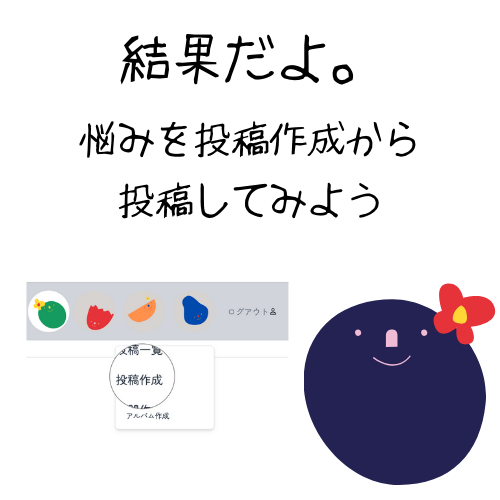 結果だよ。
悩みを投稿作成から
投稿してみよう
ログアウト
投稿一覧
投稿作成
アルバム作成